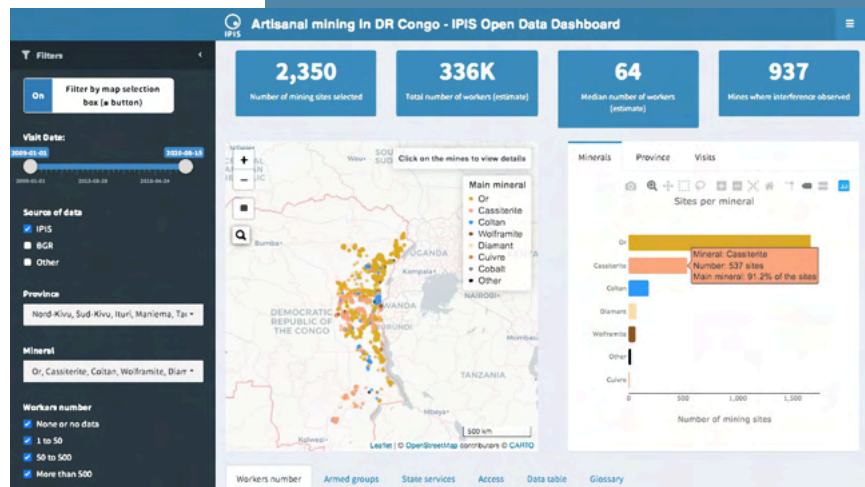 IPIS
Artisanal mining in DR Congo - IPIS Open Data Dashboard
Filters
On
Filter by map selection
box (■ button)
Visit Date:
2009-01-01
Source of data
IPIS
BGR
Other
Province
Nord-Kivu, Sud-Kivu, Ituri, Maniema, Ta
Mineral
Or, Cassiterite, Coltan, Wolframite, Diam
Workers number
None or no data
1 to 50
50 to 500
More than 500
2,350
Number of mining sites selected
336K
Total number of workers (estimate)
64
Median number of workers
(estimate)
937
Mines where interference observed
+
−
Click on the mines to view details
Main mineral
Or
Cassiterite
Coltan
Wolframite
Diamant
Cuivre
Cobalt
Other
Bumba
UGANDA
Kampala
NAIROBI
DEMOCRATIC
REPUBLIC OF
THE CONGO
TANZANIA
Mbeya
Kolwezi
500 km
Leaflet | © OpenStreetMap contributors © CARTO
Minerals
Province
Visits
Sites per mineral
Or
Cassiterite
Coltan
Diamant
Wolframite
Other
Cuivre
Mineral: Cassiterite
Number: 537 sites
Main mineral: 91.2% of the sites
0
500
1,000
1,500
Number of mining sites
Workers number
Armed groups
State services
Access
Data table
Glossary